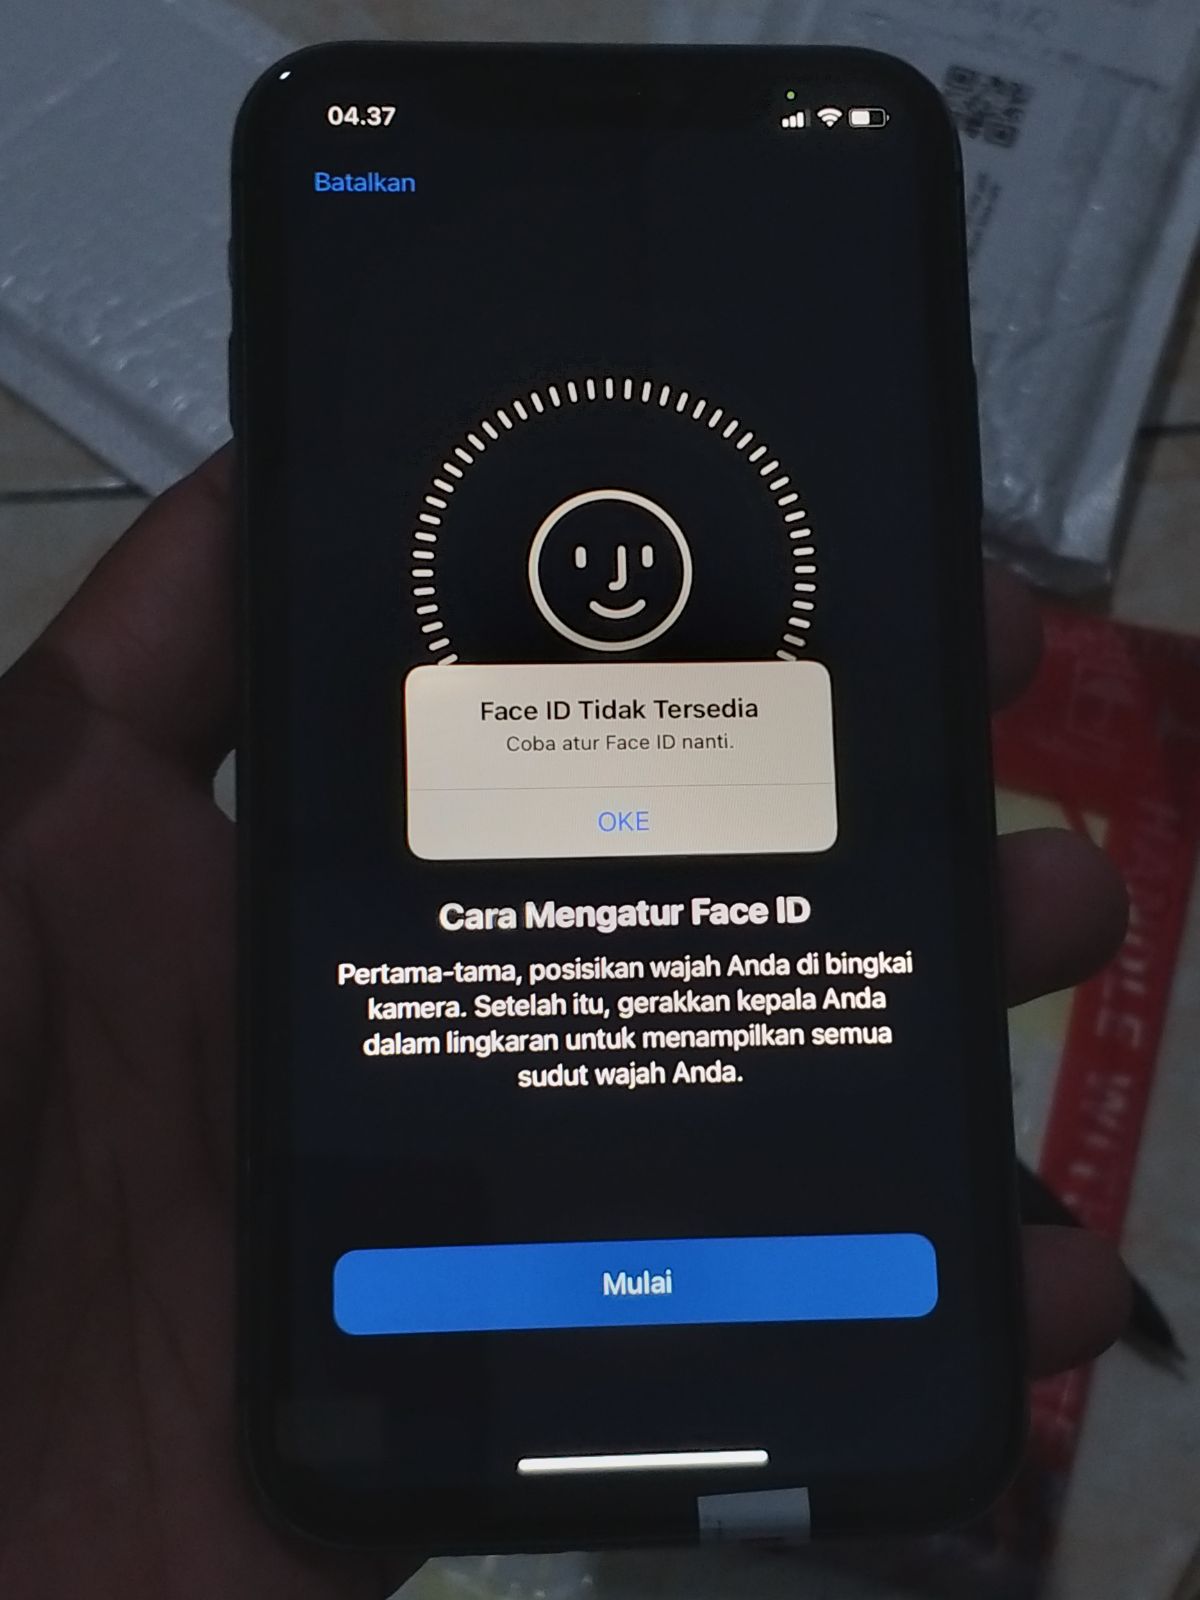 04.37
Batalkan
Face ID Tidak Tersedia
Coba atur Face ID nanti.
OKE
Cara Mengatur Face ID
Pertama-tama, posisikan wajah Anda di bingkai
kamera. Setelah itu, gerakkan kepala Anda
dalam lingkaran untuk menampilkan semua
sudut wajah Anda.
Mulai